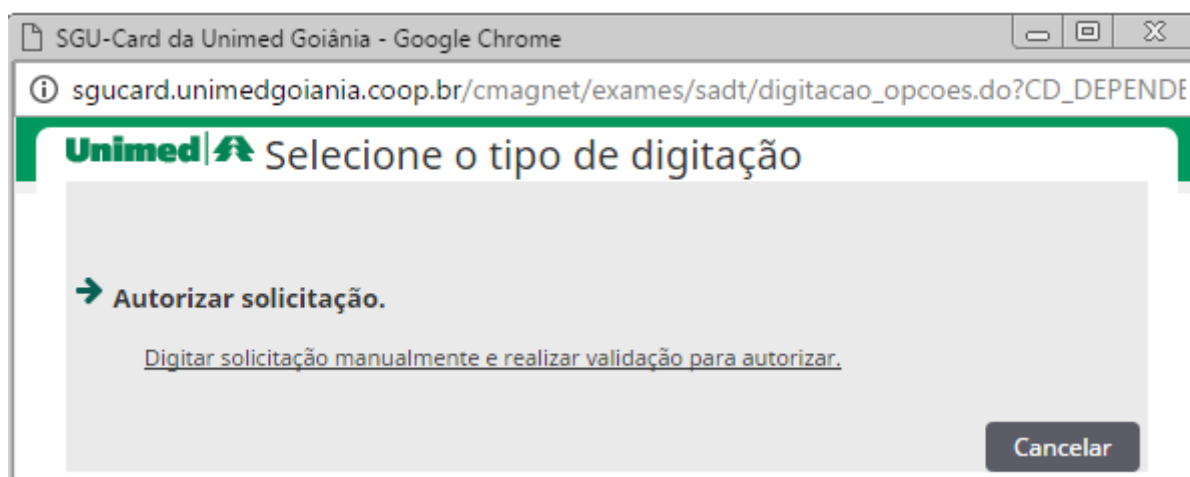 SGU-Card da Unimed Goiânia - Google Chrome
sgucard.unimedgoiania.coop.br/cmagnet/exames/sadt/digitacao_opcoes.do?CD_DEPENDE
Unimed Selecione o tipo de digitação
Autorizar solicitação.
Digitar solicitação manualmente e realizar validação para autorizar.
Cancelar